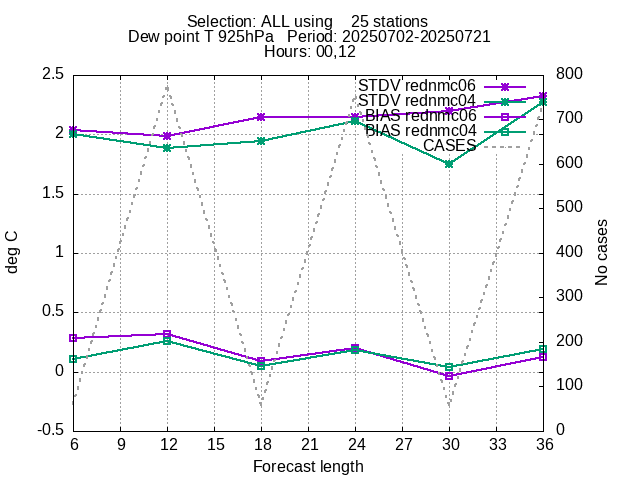 Selection: ALL using    25 stations
Dew point T 925hPa   Period: 20250702-20250721
Hours: 00,12
2.5
2
1.5
1
0.5
0
-0.5
deg C
800
700
600
500
400
300
200
100
0
No cases
STDV rednmc06
STDV rednmc04
BIAS rednmc06
BIAS rednmc04
CASES
6 9 12 15 18 21 24 27 30 33 36
Forecast length